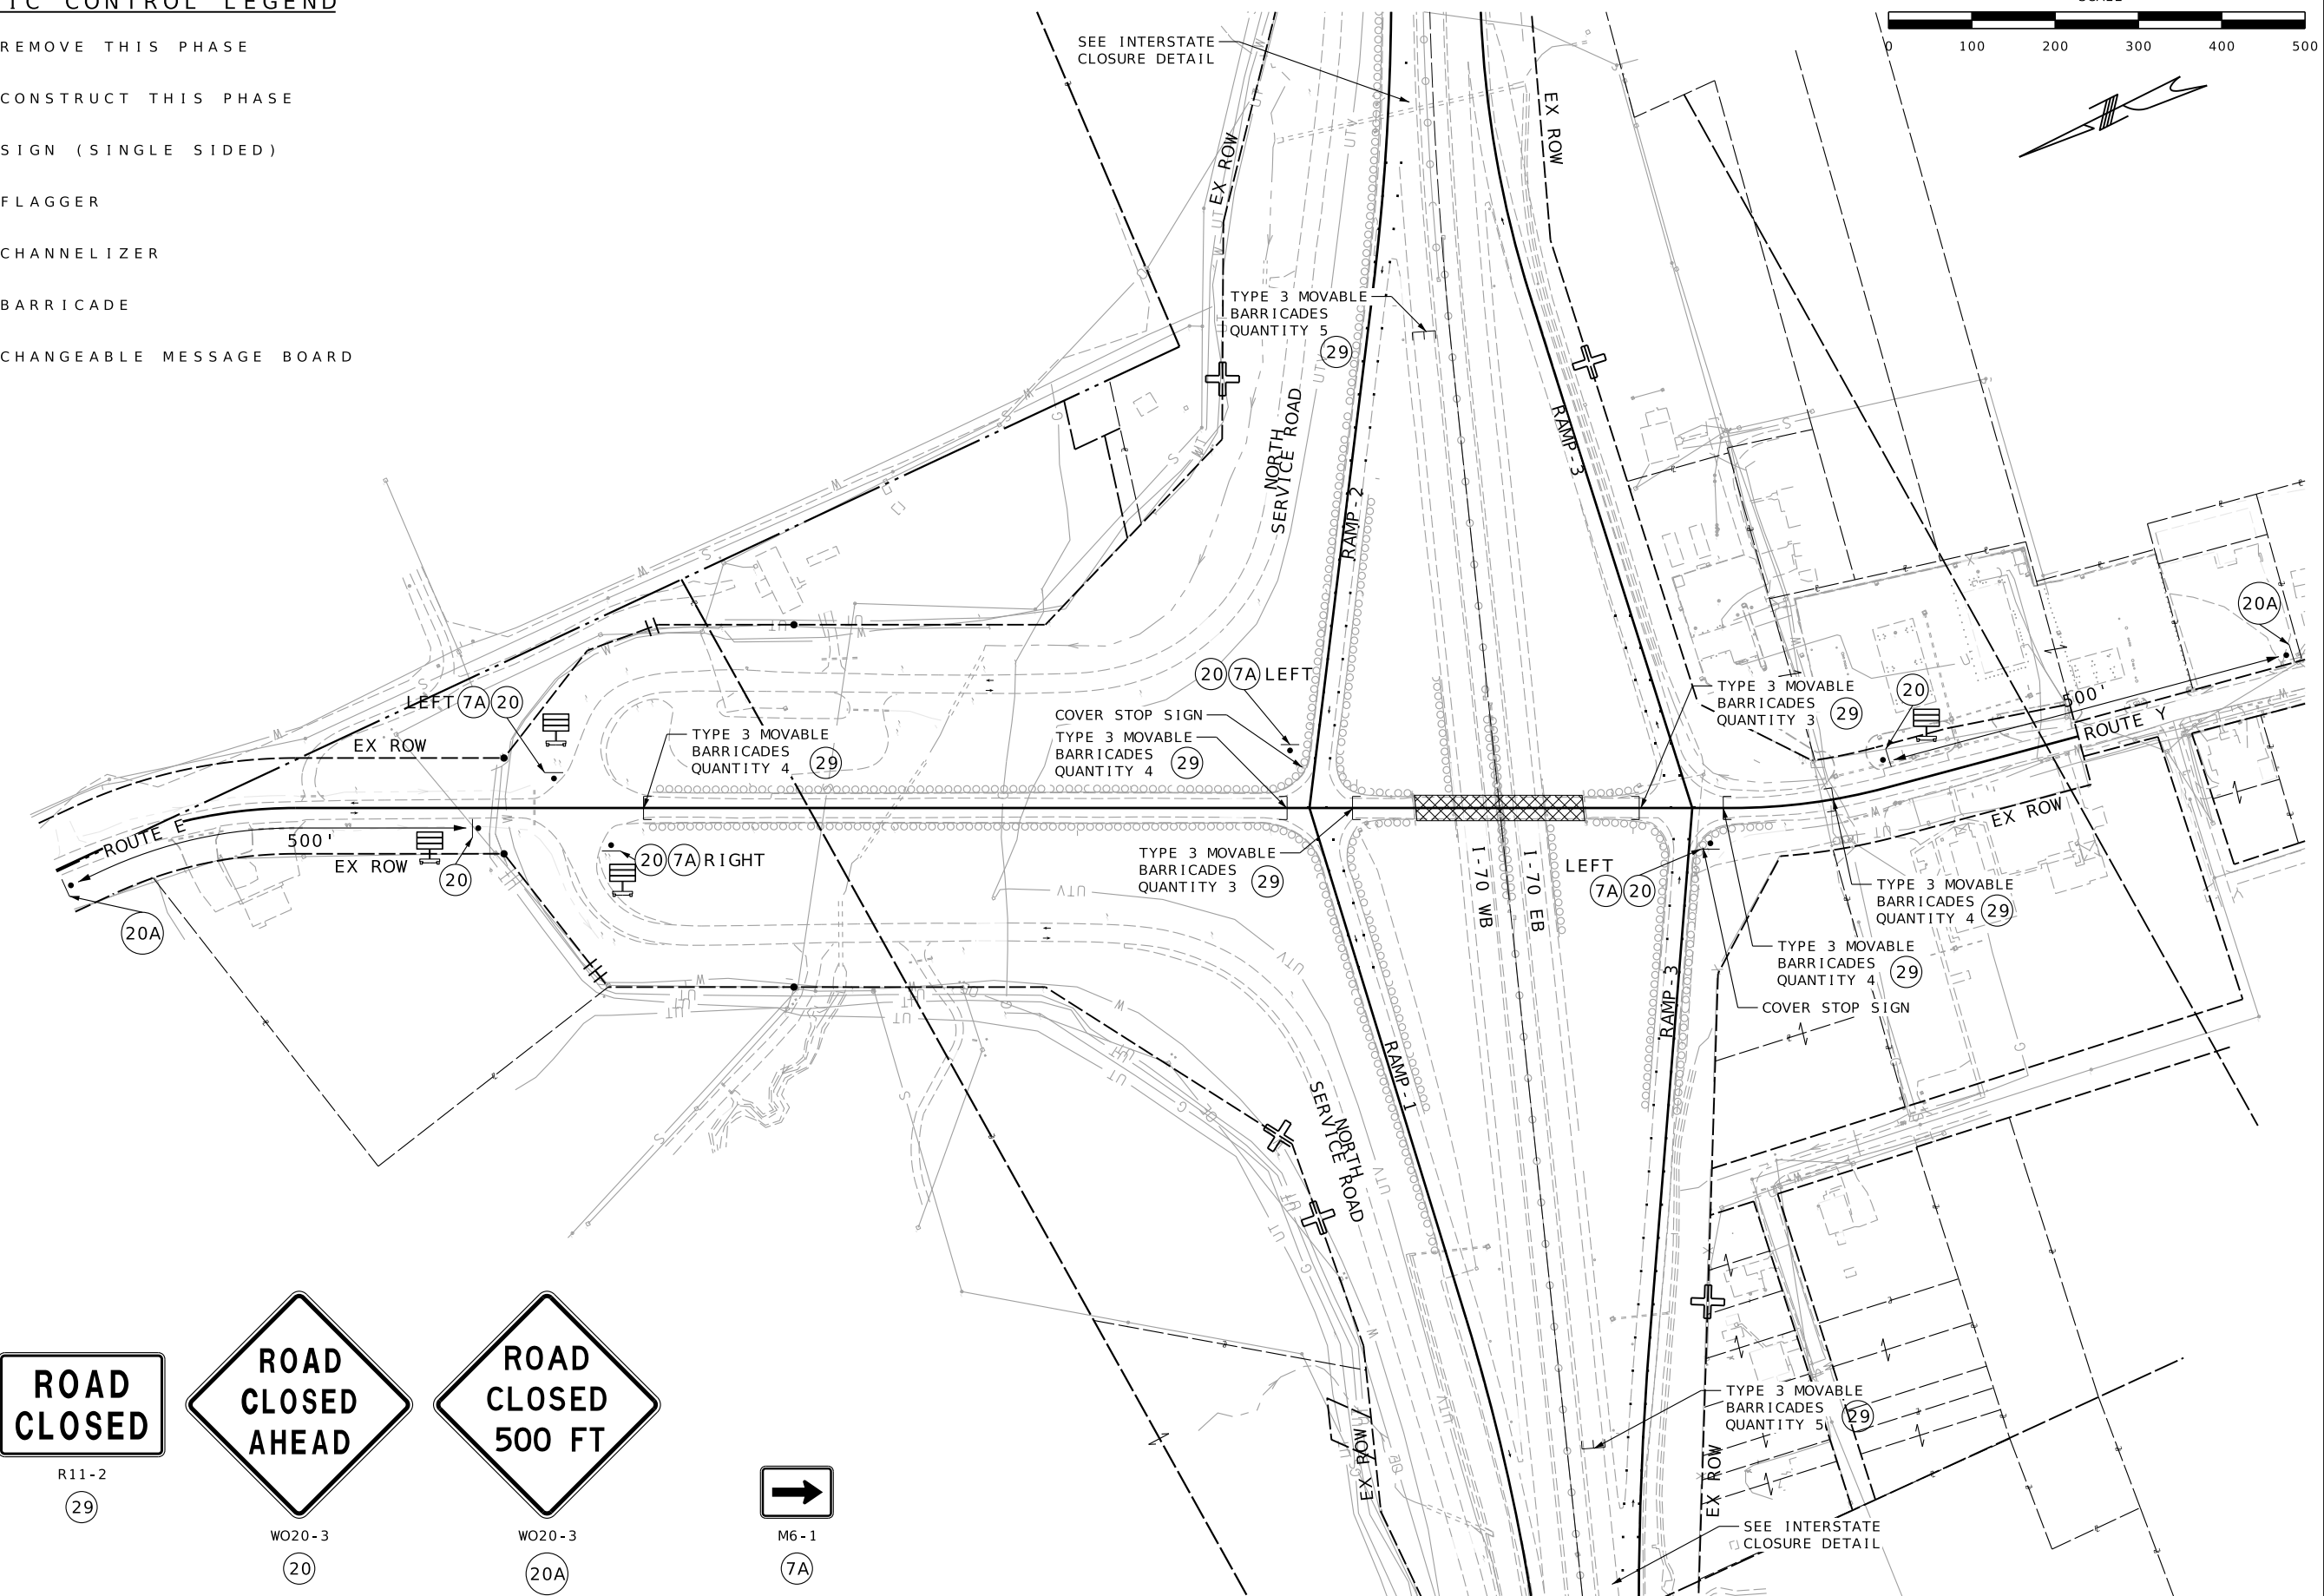 IC CONTROL LEGEND
REMOVE THIS PHASE
CONSTRUCT THIS PHASE
SIGN (SINGLE SIDED)
FLAGGER
CHANNELIZER
BARRICADE
CHANGEABLE MESSAGE BOARD
0 100 200 300 400 500
SEE INTERSTATE
CLOSURE DETAIL
EX ROW
EX ROW
TYPE 3 MOVABLE
BARRICADES
QUANTITY 5
29
NORTH
SERVICE ROAD
RAMP-2
RAMP-3
20A
20 7A LEFT
LEFT 7A 20
COVER STOP SIGN
TYPE 3 MOVABLE
BARRICADES
QUANTITY 4
29
TYPE 3 MOVABLE
BARRICADES
QUANTITY 4
29
TYPE 3 MOVABLE
BARRICADES
QUANTITY 3
29
20
500'
ROUTE Y
EX ROW
EX ROW
ROUTE E
500'
EX ROW
20
20A
20 7A RIGHT
TYPE 3 MOVABLE
BARRICADES
QUANTITY 3
29
I-70 WB
I-70 EB
LEFT
7A 20
TYPE 3 MOVABLE
BARRICADES
QUANTITY 4
29
TYPE 3 MOVABLE
BARRICADES
QUANTITY 4
29
COVER STOP SIGN
RAMP-3
RAMP-1
NORTH
SERVICE ROAD
TYPE 3 MOVABLE
BARRICADES
QUANTITY 5
29
EX ROW
EX ROW
SEE INTERSTATE
CLOSURE DETAIL
ROAD
CLOSED
R11-2
29
ROAD
CLOSED
AHEAD
WO20-3
20
ROAD
CLOSED
500 FT
WO20-3
20A
M6-1
7A